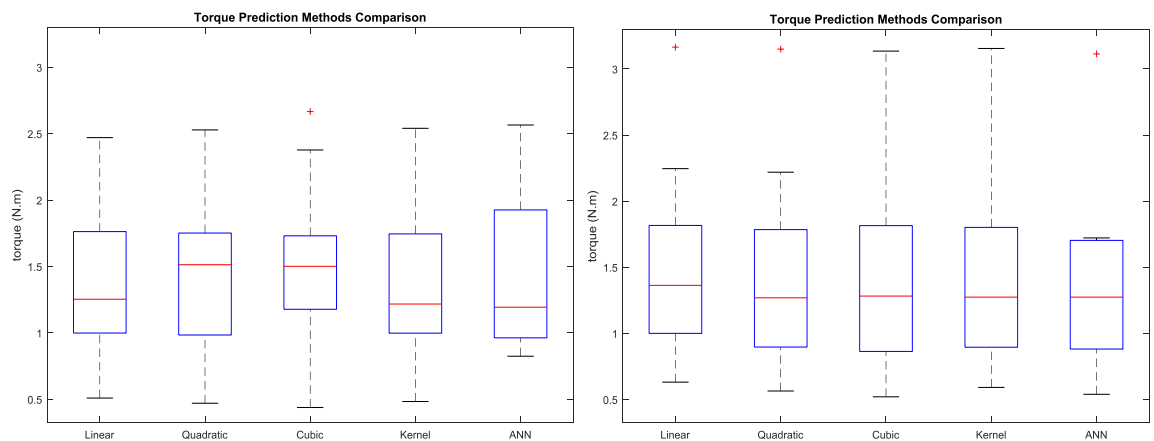 Torque Prediction Methods Comparison
torque (N.m)
3
2.5
2
1.5
1
0.5
Linear Quadratic Cubic Kernel ANN
Torque Prediction Methods Comparison
torque (N.m)
3
2.5
2
1.5
1
0.5
Linear Quadratic Cubic Kernel ANN